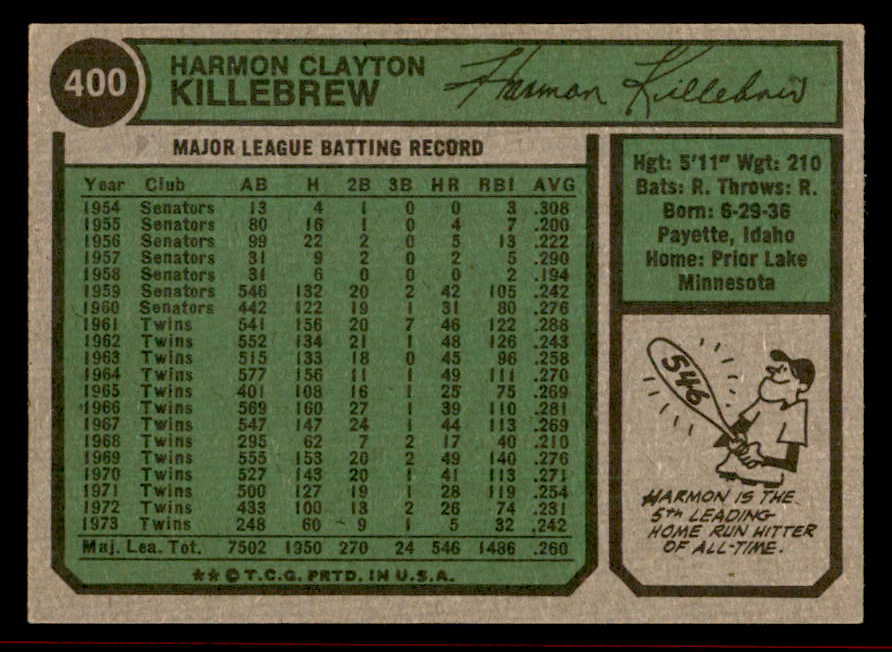 400
HARMON CLAYTON
KILLEBREW
Harmon Killebrew
MAJOR LEAGUE BATTING RECORD
Year Club AB H 2B 3B HR RBI AVG
1954 Senators 13 4 1 0 0 3 .308
1955 Senators 80 16 1 0 4 7 .200
1956 Senators 99 22 2 0 5 13 .222
1957 Senators 31 9 2 0 2 5 .290
1958 Senators 31 6 0 0 0 2 .194
1959 Senators 546 132 20 2 42 105 .242
1960 Senators 442 122 19 1 31 80 .276
1961 Twins 541 156 20 7 46 122 .288
1962 Twins 552 134 21 1 48 126 .243
1963 Twins 515 133 18 0 45 96 .258
1964 Twins 577 156 11 1 49 111 .270
1965 Twins 401 108 16 1 25 75 .269
1966 Twins 569 160 27 1 39 110 .281
1967 Twins 547 147 24 1 44 113 .269
1968 Twins 295 62 7 2 17 40 .210
1969 Twins 555 153 20 2 49 140 .276
1970 Twins 527 143 20 1 41 113 .271
1971 Twins 500 127 19 1 28 119 .254
1972 Twins 433 100 13 2 26 74 .231
1973 Twins 248 60 9 1 5 32 .242
Maj. Lea. Tot. 7502 1950 270 24 546 1486 .260
**© T.C.G. PRTD. IN U.S.A.
Hgt: 5'11" Wgt: 210
Bats: R. Throws: R.
Born: 6-29-36
Payette, Idaho
Home: Prior Lake
Minnesota
546
HARMON IS THE
5th LEADING
HOME RUN HITTER
OF ALL-TIME.